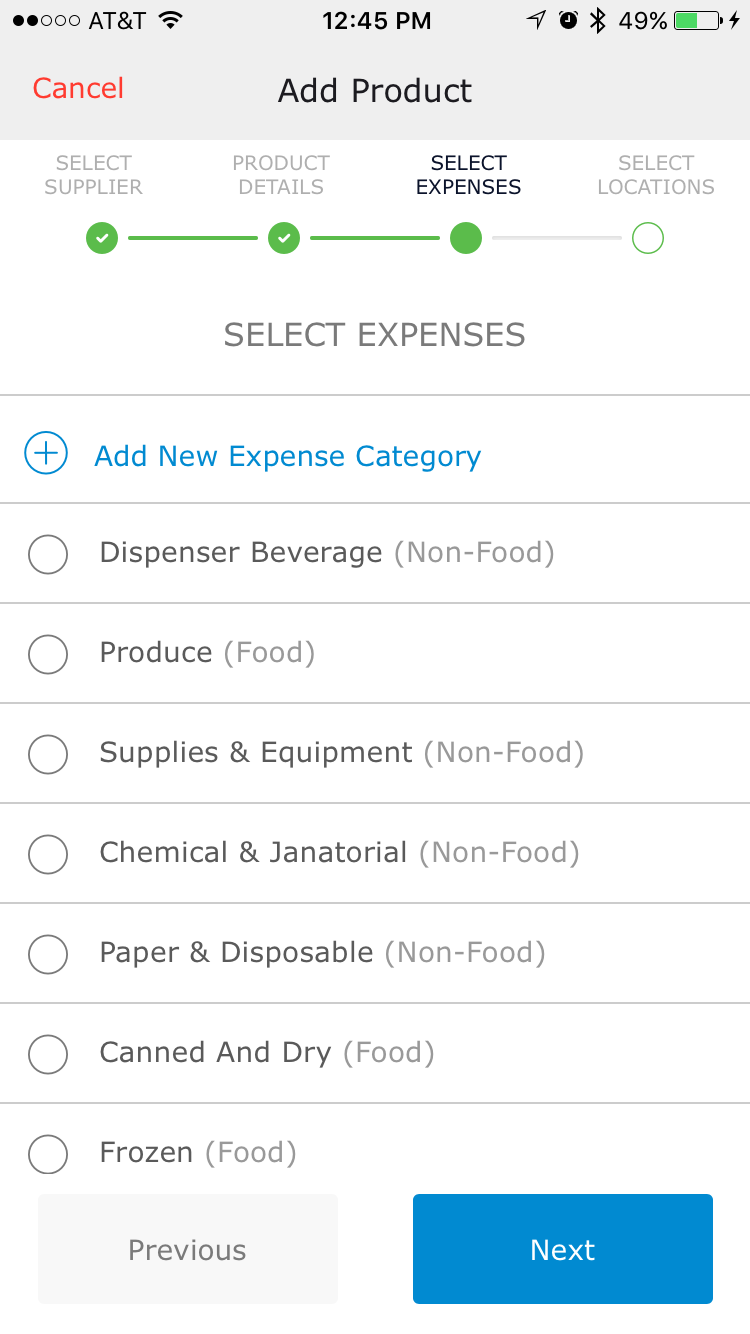 AT&T 12:45 PM 49%
Cancel Add Product
SELECT SUPPLIER
PRODUCT DETAILS
SELECT EXPENSES
SELECT LOCATIONS
SELECT EXPENSES
Add New Expense Category
Dispenser Beverage (Non-Food)
Produce (Food)
Supplies & Equipment (Non-Food)
Chemical & Janatorial (Non-Food)
Paper & Disposable (Non-Food)
Canned And Dry (Food)
Frozen (Food)
Previous Next